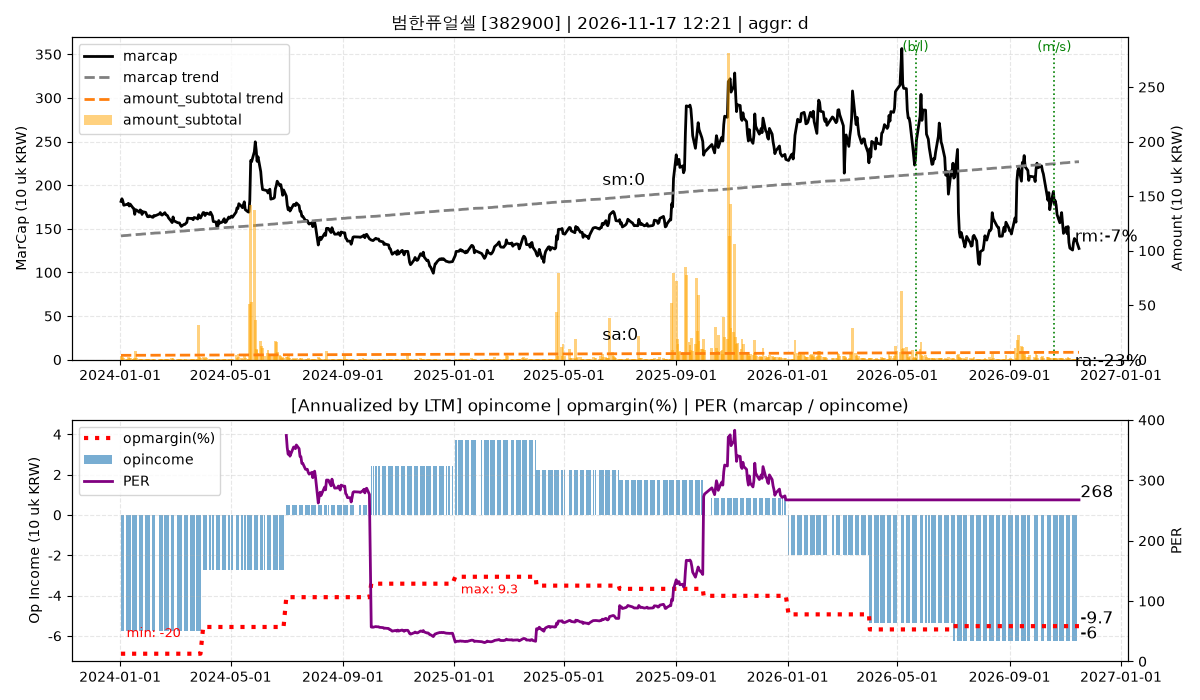 범한퓨얼셀 [382900] | 2026-11-17 12:21 | aggr: d
MarCap (10 uk KRW)
350
300
250
200
150
100
50
0
marcap
marcap trend
amount_subtotal trend
amount_subtotal
(b/l)
(m/s)
sm:0
sa:0
rm:-7%
ra:-23%
250
200
150
100
50
Amount (10 uk KRW)
2024-01-01 2024-05-01 2024-09-01 2025-01-01 2025-05-01 2025-09-01 2026-01-01 2026-05-01 2026-09-01 2027-01-01
[Annualized by LTM] opincome | opmargin(%) | PER (marcap / opincome)
Op Income (10 uk KRW)
4
2
0
-2
-4
-6
opmargin(%)
opincome
PER
min: -20
max: 9.3
268
-9.7
-6
400
300
200
100
0
PER
2024-01-01 2024-05-01 2024-09-01 2025-01-01 2025-05-01 2025-09-01 2026-01-01 2026-05-01 2026-09-01 2027-01-01